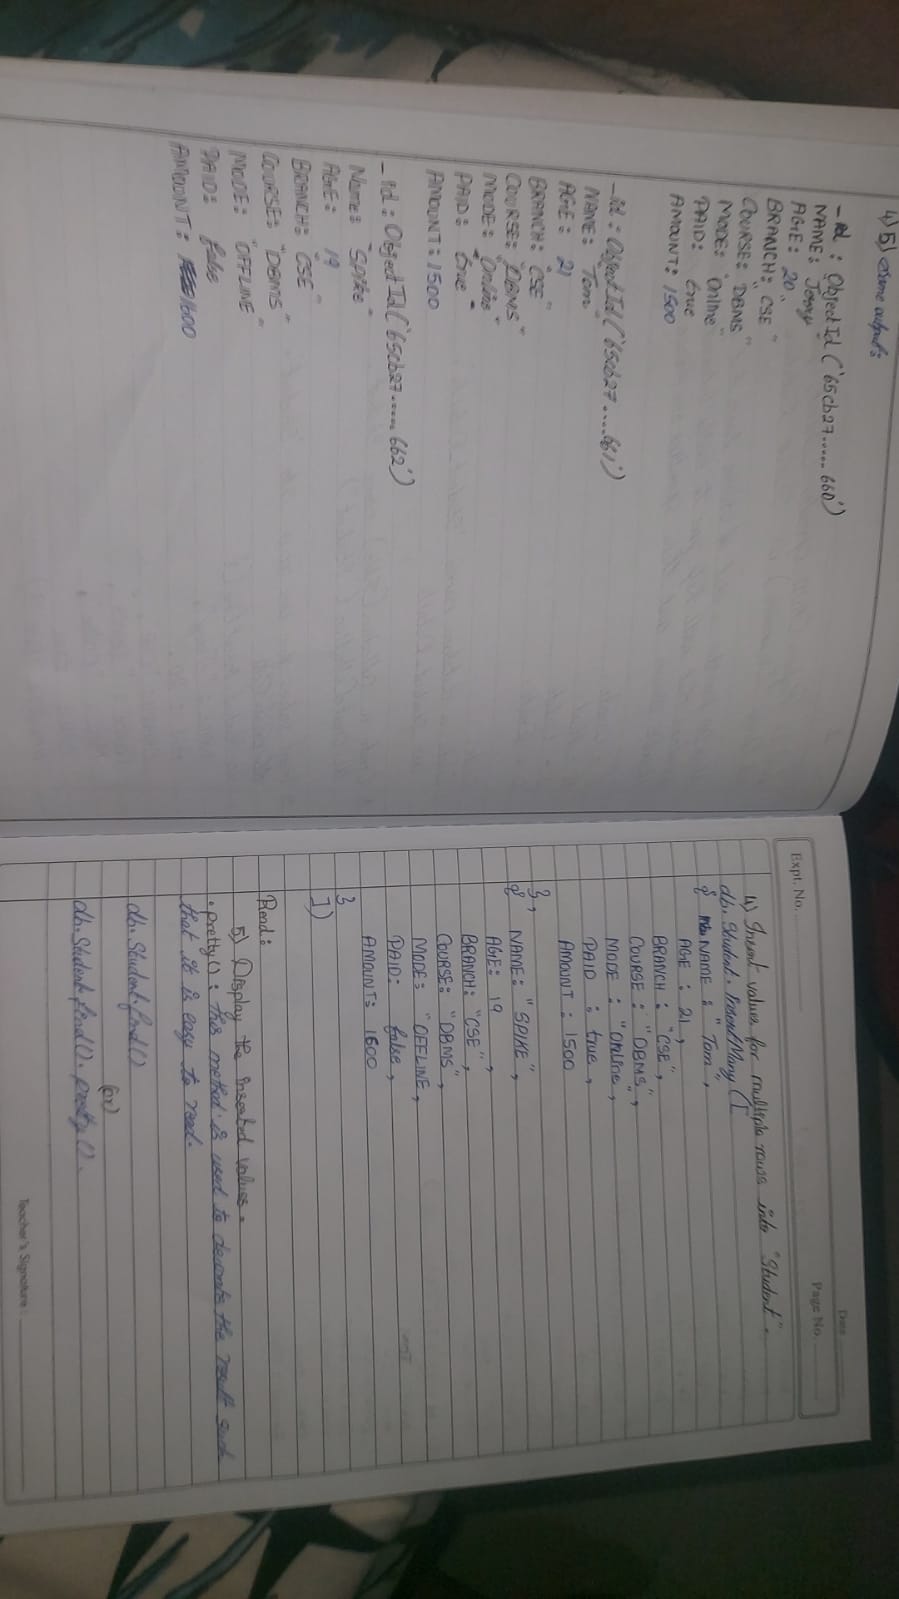 4) 5) Same output:
_id : ObjectId ('65cb27..... 660')
NAME: "Jerry"
AGE: 20
BRANCH: "CSE"
COURSE: "DBMS"
MODE: "Online"
PAID: true
AMOUNT: 1500
_id : ObjectId ('65cb27....661')
NAME: "Tom"
AGE: 21
BRANCH: "CSE"
COURSE: "DBMS"
MODE: "Online"
PAID: "true"
AMOUNT: 1500
_id : ObjectId ('65cb27..... 662')
Name: "Spike"
AGE: 19
BRANCH: "CSE"
COURSE: "DBMS"
MODE: "OFFLINE"
PAID: false
AMOUNT: 1600
Date
Expt. No. Page No.
4) Insert values for multiple rows into "Student".
db. Student. insertMany ([
{ NAME : "Tom",
AGE : 21 ,
BRANCH : "CSE",
COURSE : "DBMS",
MODE : "Online",
PAID : true ,
AMOUNT : 1500
},
{ NAME: "SPIKE",
AGE: 19 ,
BRANCH: "CSE",
COURSE: "DBMS",
MODE: "OFFLINE,
PAID: false,
AMOUNT: 1600
}
])
Read:
5) Display the inserted values.
.pretty() : this method is used to decorate the result such
that it is easy to read.
db. Student.find()
(or)
db.Student.find(). pretty().
Teacher's Signature :